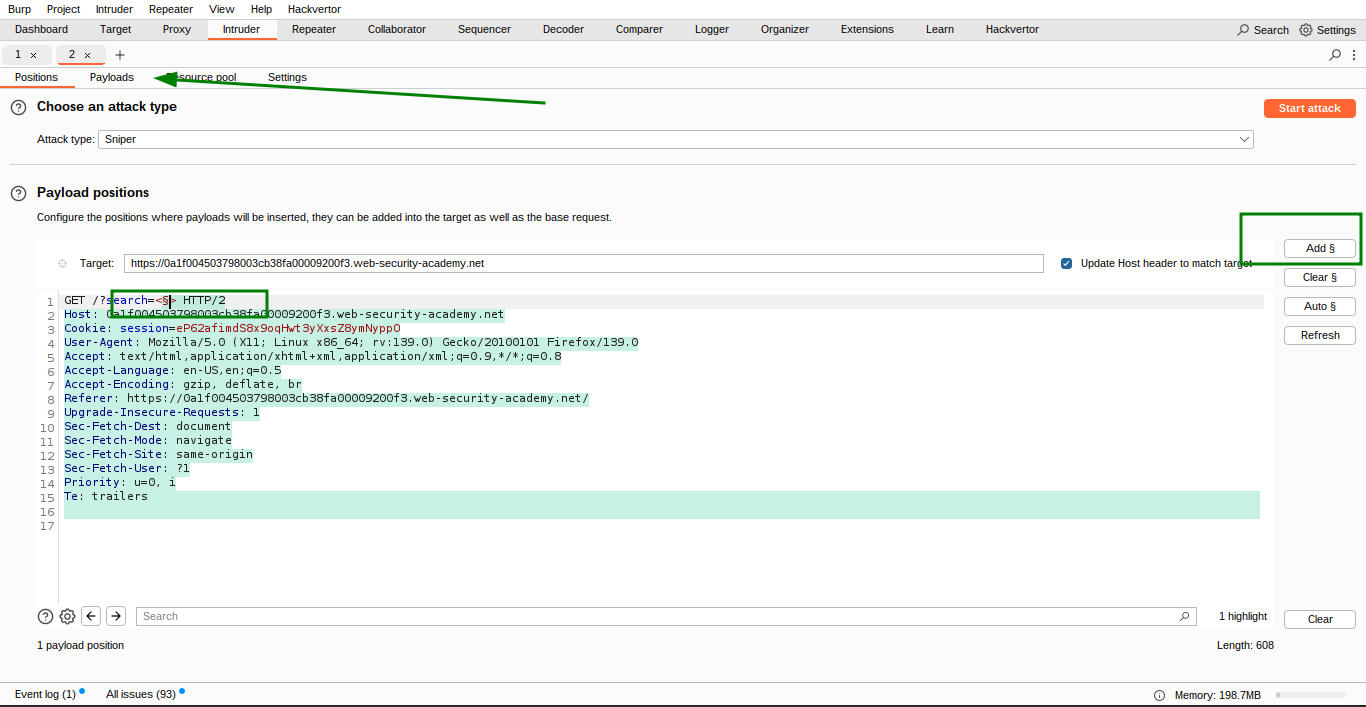 Burp Project Intruder Repeater View Help Hackvertor
Dashboard Target Proxy Intruder Repeater Collaborator Sequencer Decoder Comparer Logger Organizer Extensions Learn Hackvertor Search Settings
1 × 2 × +
Positions Payloads Resource pool Settings
Choose an attack type
Start attack
Attack type: Sniper
Payload positions
Configure the positions where payloads will be inserted, they can be added into the target as well as the base request.
Add §
Target: https://0a1f004503798003cb38fa00009200f3.web-security-academy.net Update Host header to match target
Clear §
Auto §
Refresh
1 GET /?search=<§> HTTP/2
2 Host: 0a1f004503798003cb38fa00009200f3.web-security-academy.net
3 Cookie: session=eP62afimdS8x9oqHwt3yXxsZ8ymNyppO
4 User-Agent: Mozilla/5.0 (X11; Linux x86_64; rv:139.0) Gecko/20100101 Firefox/139.0
5 Accept: text/html,application/xhtml+xml,application/xml;q=0.9,*/*;q=0.8
6 Accept-Language: en-US,en;q=0.5
7 Accept-Encoding: gzip, deflate, br
8 Referer: https://0a1f004503798003cb38fa00009200f3.web-security-academy.net/
9 Upgrade-Insecure-Requests: 1
10 Sec-Fetch-Dest: document
11 Sec-Fetch-Mode: navigate
12 Sec-Fetch-Site: same-origin
13 Sec-Fetch-User: ?1
14 Priority: u=0, i
15 Te: trailers
16
17
Search 1 highlight Clear
1 payload position Length: 608
Event log (1) All issues (93) Memory: 198.7MB